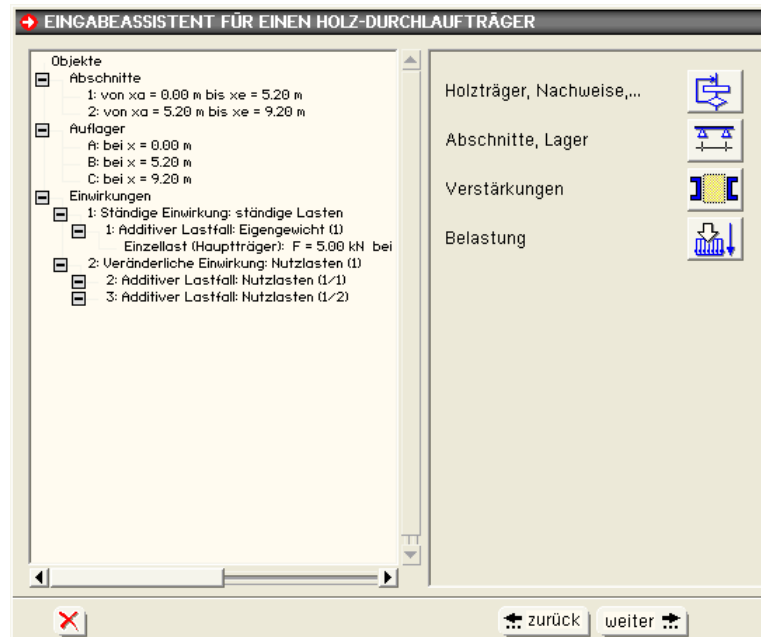 EINGABEASSISTENT FÜR EINEN HOLZ-DURCHLAUFTRÄGER
Objekte
Abschnitte
1: von xa = 0.00 m bis xe = 5.20 m
2: von xa = 5.20 m bis xe = 9.20 m
Auflager
A: bei x = 0.00 m
B: bei x = 5.20 m
C: bei x = 9.20 m
Einwirkungen
1: Ständige Einwirkung: ständige Lasten
1: Additiver Lastfall: Eigengewicht (1)
Einzellast (Hauptträger): F = 5.00 kN bei
2: Veränderliche Einwirkung: Nutzlasten (1)
2: Additiver Lastfall: Nutzlasten (1/1)
3: Additiver Lastfall: Nutzlasten (1/2)
Holzträger, Nachweise,...
Abschnitte, Lager
Verstärkungen
Belastung
zurück
weiter